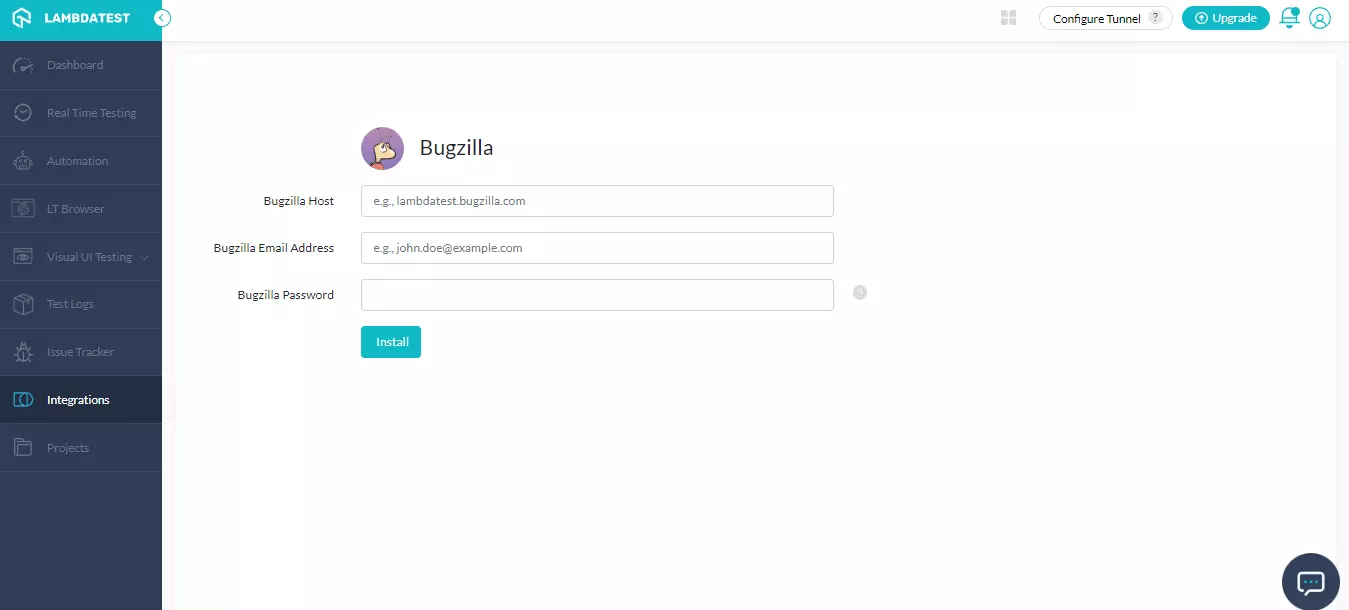 LAMBDATEST
Configure Tunnel ?
Upgrade
Dashboard
Real Time Testing
Automation
LT Browser
Visual UI Testing
Test Logs
Issue Tracker
Integrations
Projects
Bugzilla
Bugzilla Host
e.g., lambdatest.bugzilla.com
Bugzilla Email Address
e.g., john.doe@example.com
Bugzilla Password
?
Install